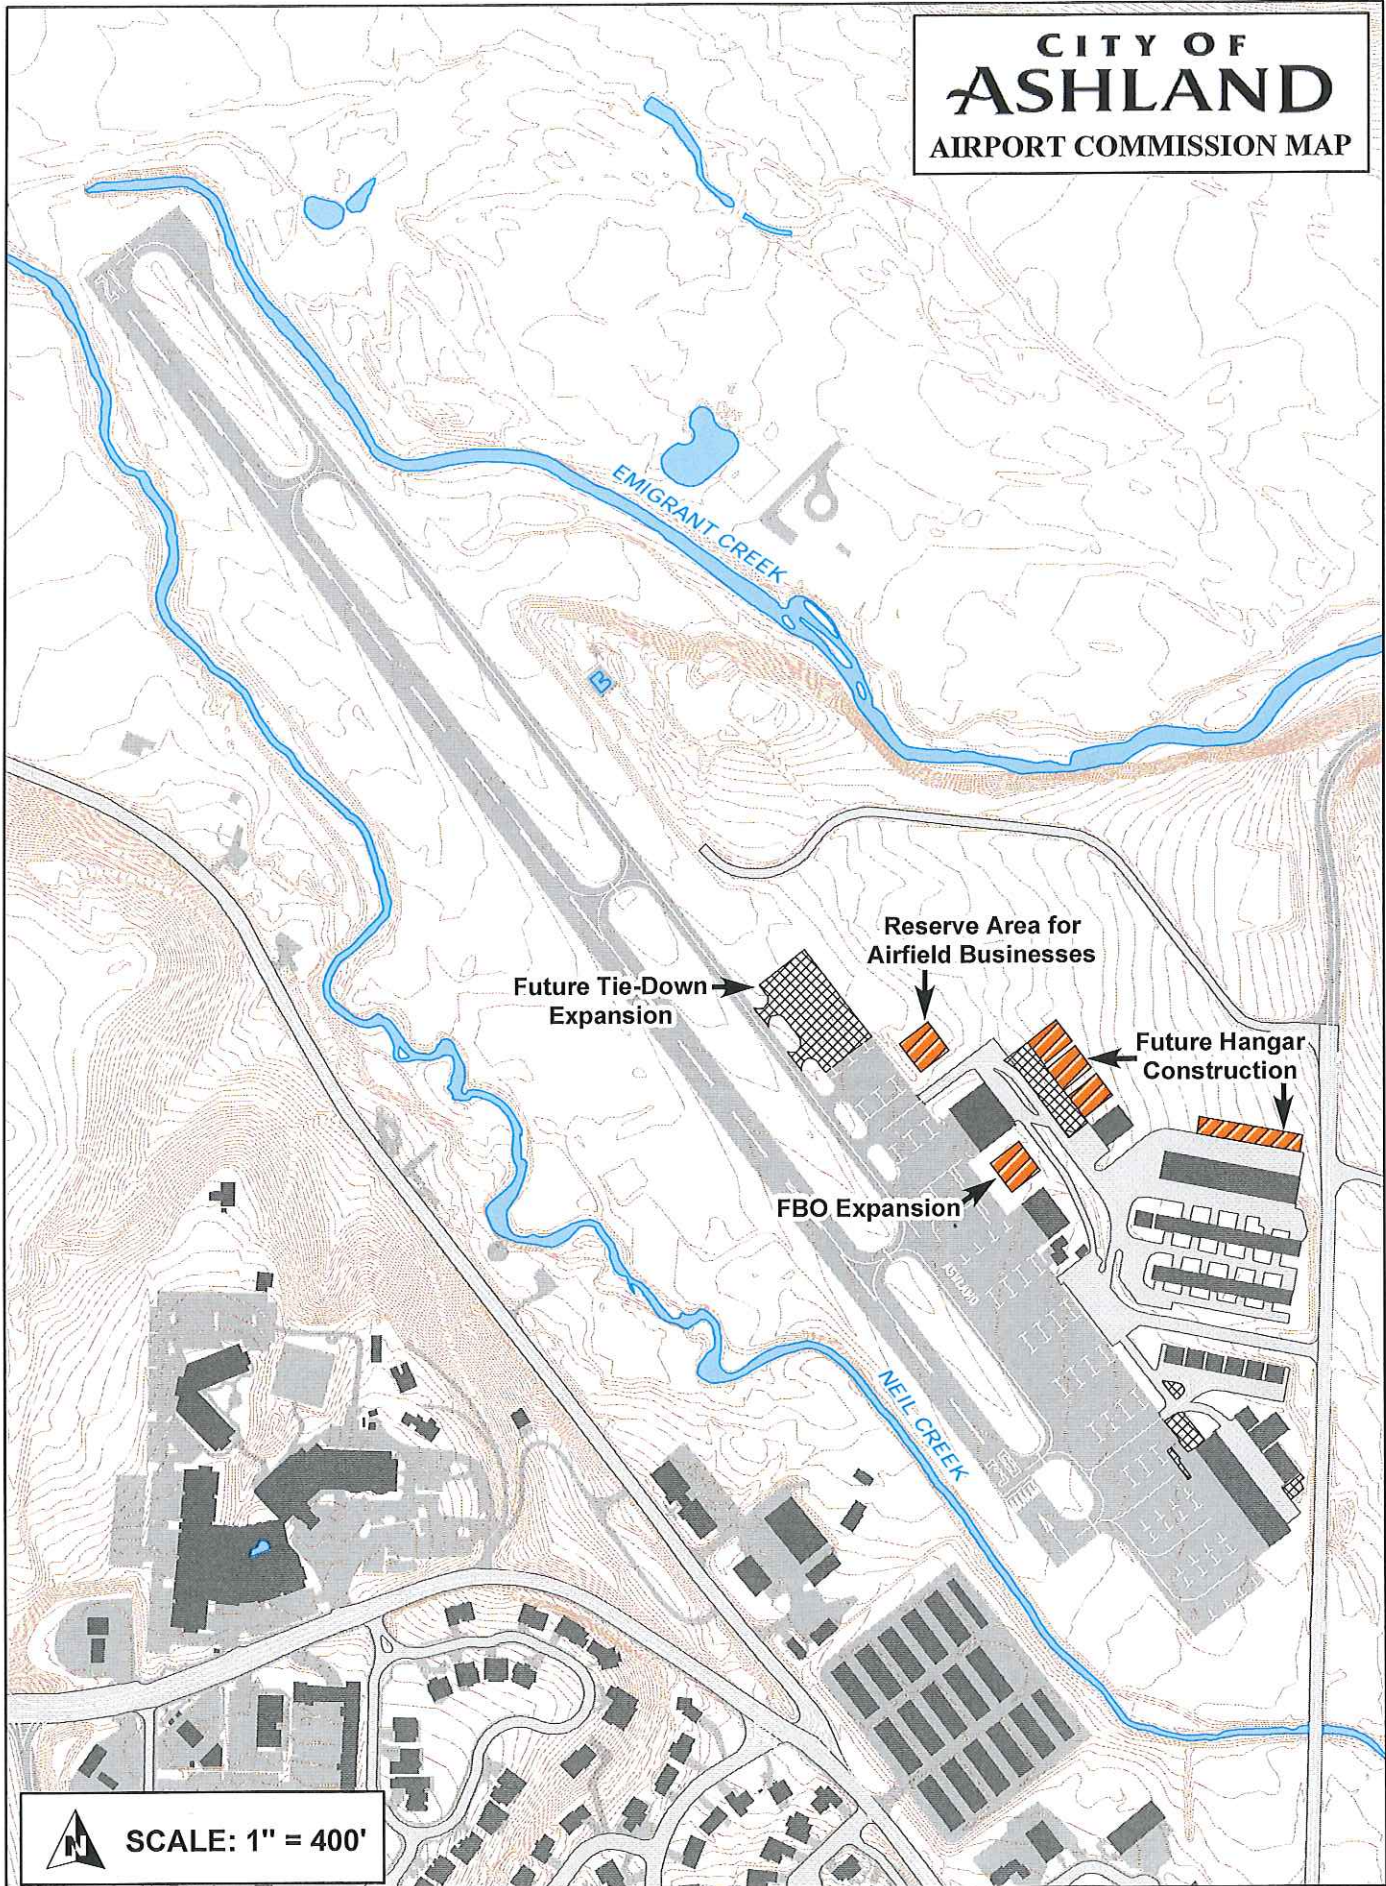 CITY OF
ASHLAND
AIRPORT COMMISSION MAP
EMIGRANT CREEK
Reserve Area for
Airfield Businesses
Future Tie-Down
Expansion
Future Hangar
Construction
FBO Expansion
ASHLAND
NEIL CREEK
30
N
SCALE: 1" = 400'